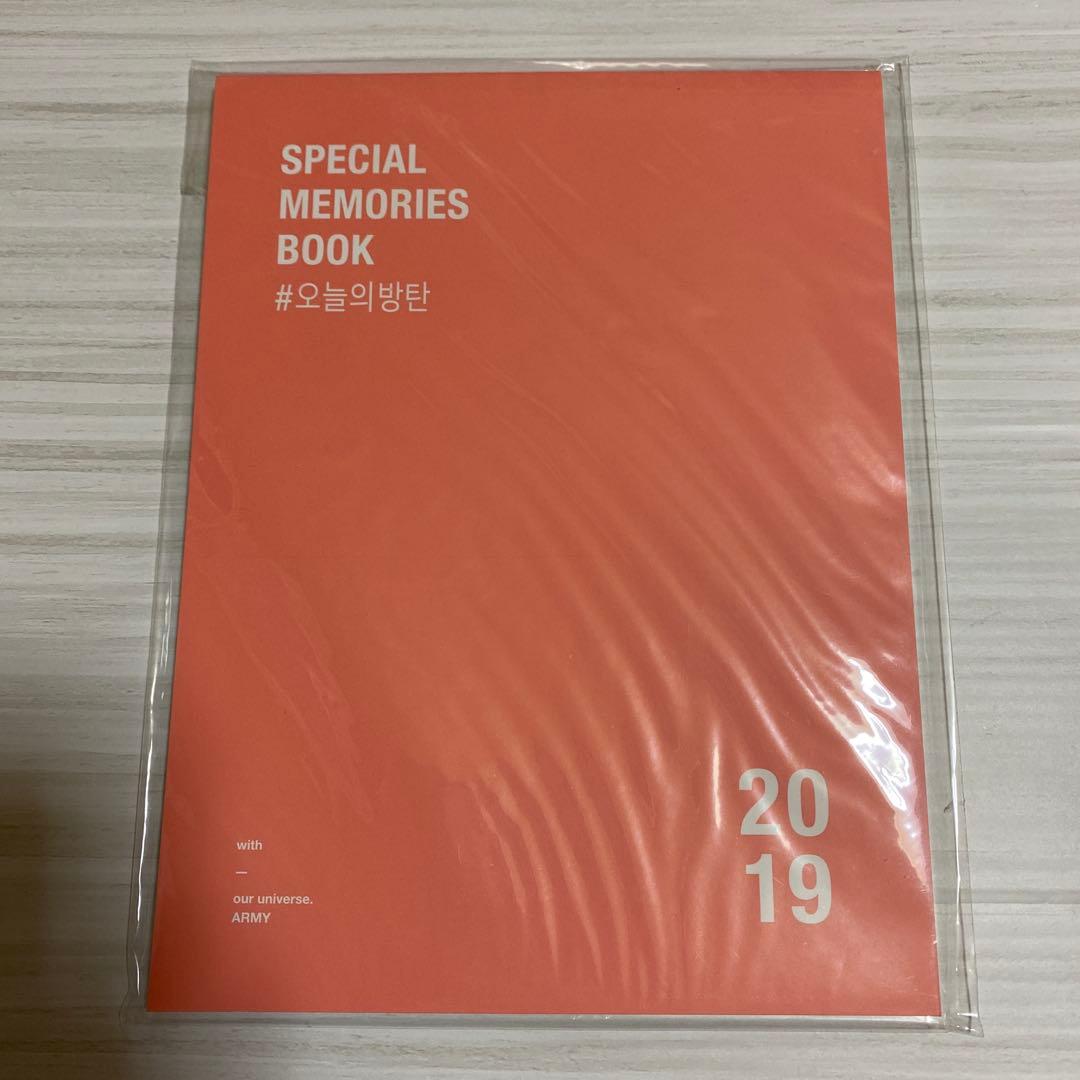 SPECIAL
MEMORIES
BOOK
#오늘의방탄
with
–
our universe.
ARMY
20
19